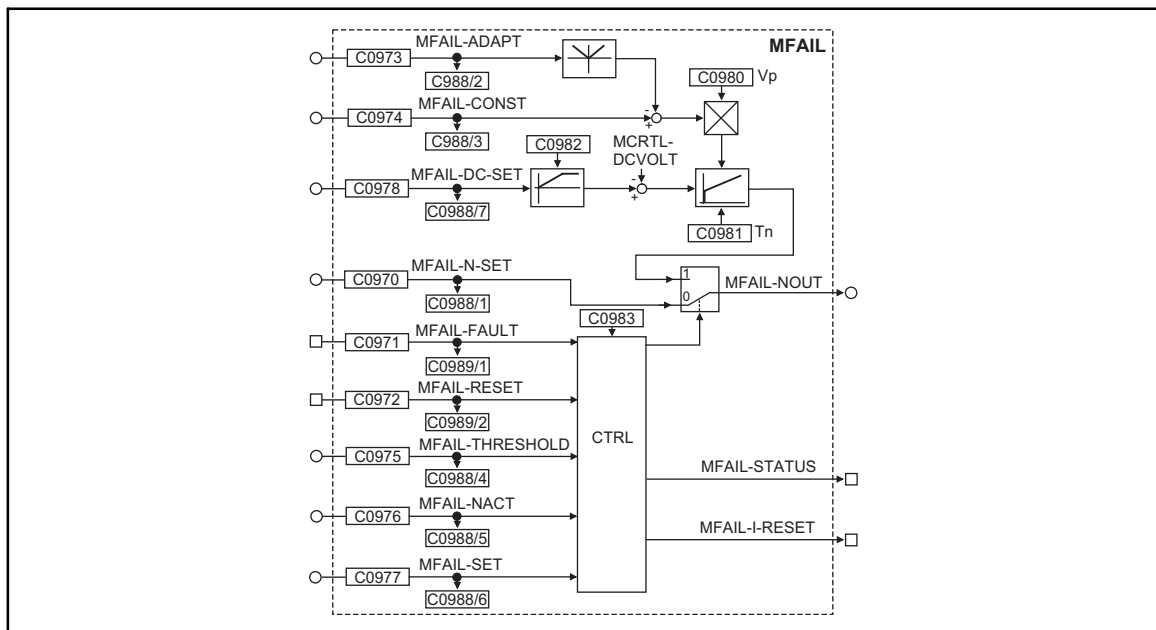 MFAIL
MFAIL-ADAPT
C0973
C988/2
C0980 Vp
MFAIL-CONST
C0974
C988/3
-
+
C0982
MCRTL-
DCVOLT
MFAIL-DC-SET
C0978
C0988/7
-
+
C0981 Tn
MFAIL-N-SET
C0970
C0988/1
1
0
MFAIL-NOUT
C0983
MFAIL-FAULT
C0971
C0989/1
MFAIL-RESET
C0972
C0989/2
CTRL
MFAIL-THRESHOLD
C0975
C0988/4
MFAIL-STATUS
MFAIL-NACT
C0976
C0988/5
MFAIL-I-RESET
MFAIL-SET
C0977
C0988/6